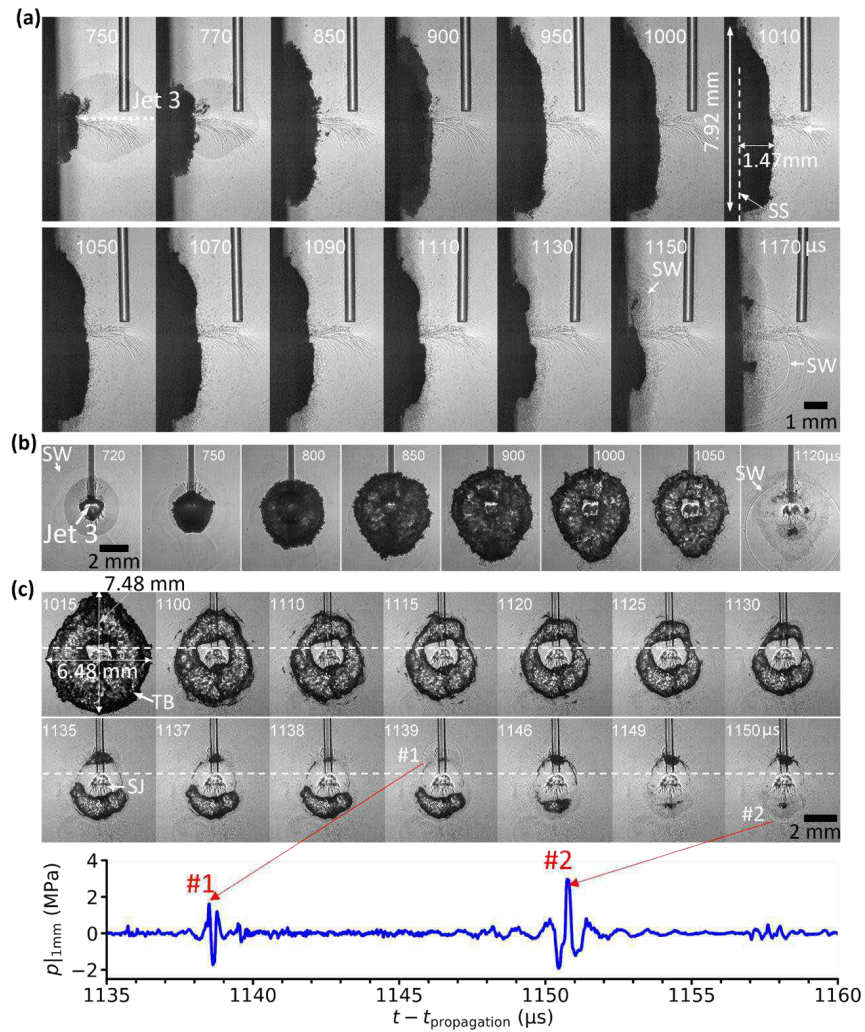 (a)
750 770 850 900 950 1000 1010
Jet 3
7.92 mm
1.47mm
SS
1050 1070 1090 1110 1130 1150 1170 µs
SW
SW
1 mm
(b)
SW 720 750 800 850 900 1000 1050 SW 1120µs
Jet 3
2 mm
(c)
7.48 mm
1015 1100 1110 1115 1120 1125 1130
6.48 mm
TB
1135 1137 1138 1139 1146 1149 1150µs
#1
SJ
#2
2 mm
4
#1
#2
2
0
−2
p|1mm (MPa)
1135 1140 1145 1150 1155 1160
t − tpropagation (µs)